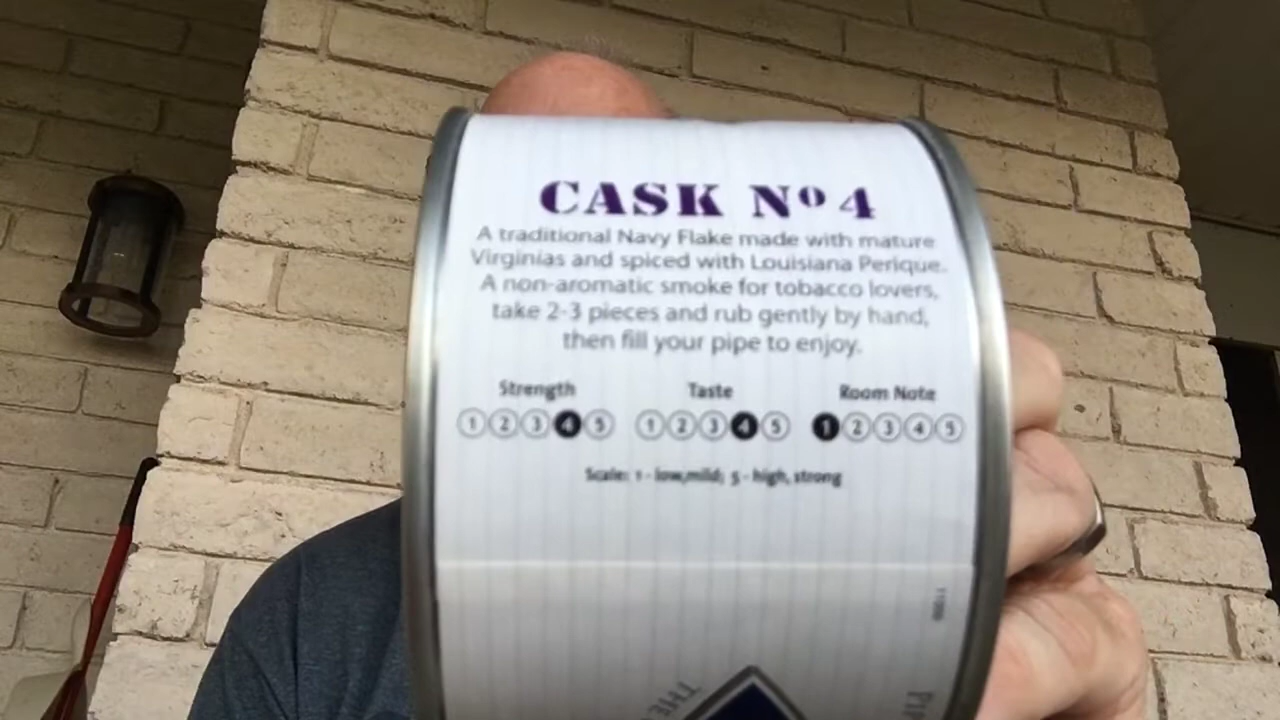 CASK Nº 4
A traditional Navy Flake made with mature
Virginias and spiced with Louisiana Perique.
A non-aromatic smoke for tobacco lovers,
take 2-3 pieces and rub gently by hand,
then fill your pipe to enjoy.
Strength Taste Room Note
1 2 3 4 5 1 2 3 4 5 1 2 3 4 5
Scale: 1 - low,mild; 5 - high, strong
THE